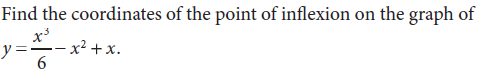 Find the coordinates of the point of inflexion on the graph of
y = x³/6 − x² + x.